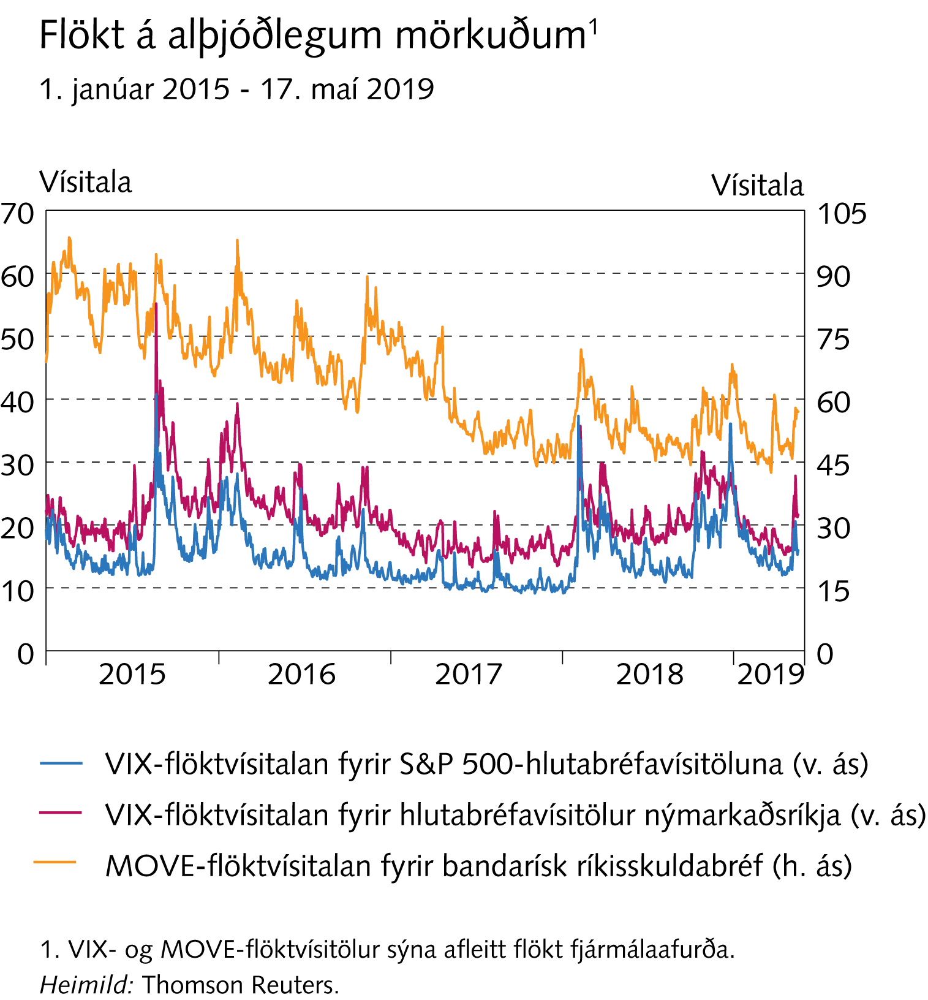 Flökt á alþjóðlegum mörkuðum¹
1. janúar 2015 - 17. maí 2019
Vísitala Vísitala
70 105
60 90
50 75
40 60
30 45
20 30
10 15
0 0
2015 2016 2017 2018 2019
VIX-flöktvísitalan fyrir S&P 500-hlutabréfavísitöluna (v. ás)
VIX-flöktvísitalan fyrir hlutabréfavísitölur nýmarkaðsríkja (v. ás)
MOVE-flöktvísitalan fyrir bandarísk ríkisskuldabréf (h. ás)
1. VIX- og MOVE-flöktvísitölur sýna afleitt flökt fjármálaafurða.
Heimild: Thomson Reuters.